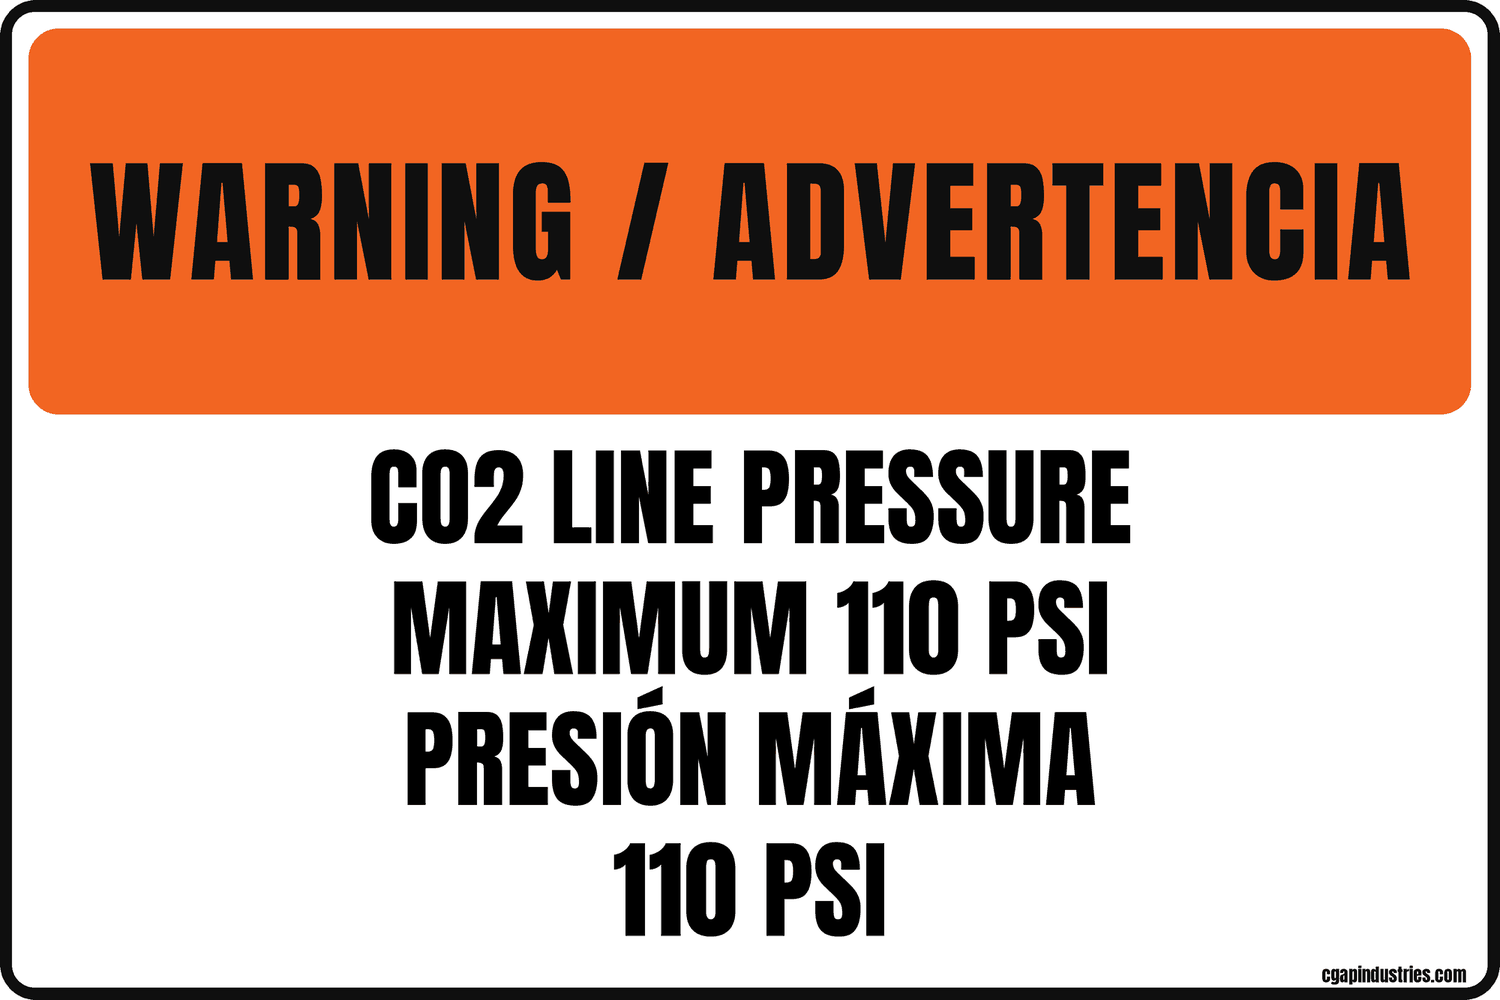 WARNING / ADVERTENCIA
CO2 LINE PRESSURE
MAXIMUM 110 PSI
PRESIÓN MÁXIMA
110 PSI
cgapindustries.com